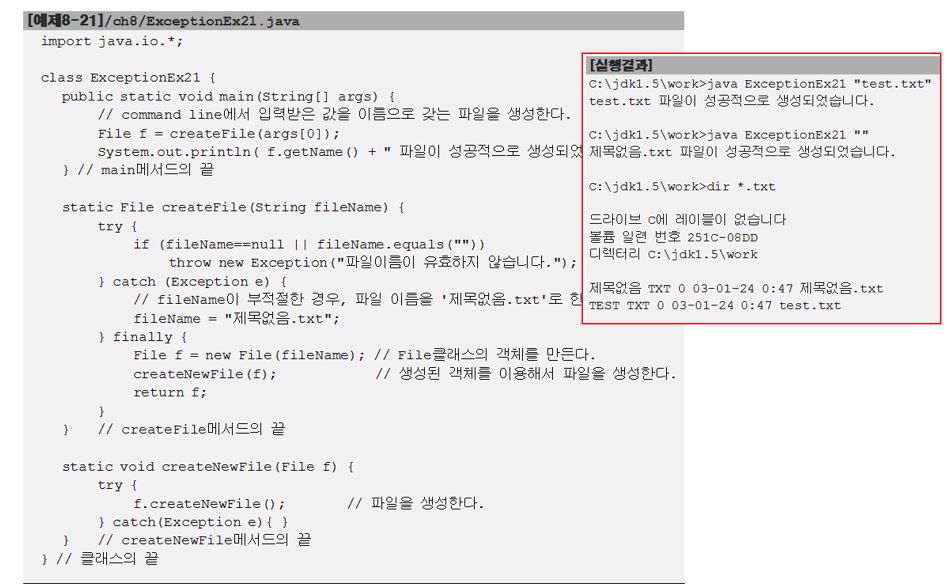 [예제8-21]/ch8/ExceptionEx21.java
import java.io.*;
class ExceptionEx21 {
public static void main(String[] args) {
// command line에서 입력받은 값을 이름으로 갖는 파일을 생성한다.
File f = createFile(args[0]);
System.out.println( f.getName() + " 파일이 성공적으로 생성되었
} // main메서드의 끝
static File createFile(String fileName) {
try {
if (fileName==null || fileName.equals(""))
throw new Exception("파일이름이 유효하지 않습니다.");
} catch (Exception e) {
// fileName이 부적절한 경우, 파일 이름을 '제목없음.txt'로 한
fileName = "제목없음.txt";
} finally {
File f = new File(fileName); // File클래스의 객체를 만든다.
createNewFile(f); // 생성된 객체를 이용해서 파일을 생성한다.
return f;
}
} // createFile메서드의 끝
static void createNewFile(File f) {
try {
f.createNewFile(); // 파일을 생성한다.
} catch(Exception e){ }
} // createNewFile메서드의 끝
} // 클래스의 끝
[실행결과]
C:\jdk1.5\work>java ExceptionEx21 "test.txt"
test.txt 파일이 성공적으로 생성되었습니다.
C:\jdk1.5\work>java ExceptionEx21 ""
제목없음.txt 파일이 성공적으로 생성되었습니다.
C:\jdk1.5\work>dir *.txt
드라이브 C에 레이블이 없습니다
볼륨 일련 번호 251C-08DD
디렉터리 C:\jdk1.5\work
제목없음 TXT 0 03-01-24 0:47 제목없음.txt
TEST TXT 0 03-01-24 0:47 test.txt